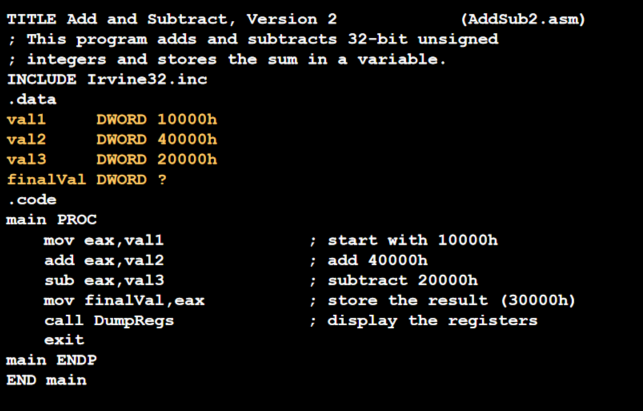 TITLE Add and Subtract, Version 2 (AddSub2.asm)
; This program adds and subtracts 32-bit unsigned
; integers and stores the sum in a variable.
INCLUDE Irvine32.inc
.data
val1 DWORD 10000h
val2 DWORD 40000h
val3 DWORD 20000h
finalVal DWORD ?
.code
main PROC
mov eax,val1 ; start with 10000h
add eax,val2 ; add 40000h
sub eax,val3 ; subtract 20000h
mov finalVal,eax ; store the result (30000h)
call DumpRegs ; display the registers
exit
main ENDP
END main